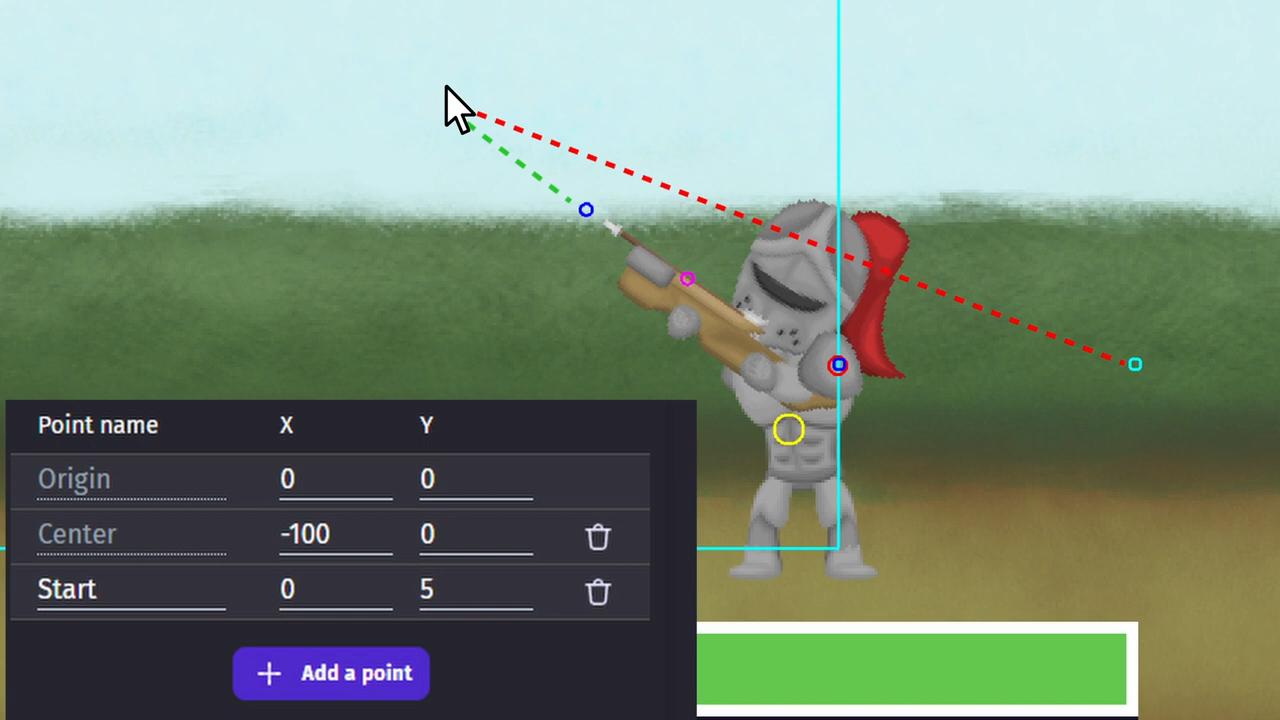 Point name X Y
Origin 0 0
Center -100 0
Start 0 5
+ Add a point